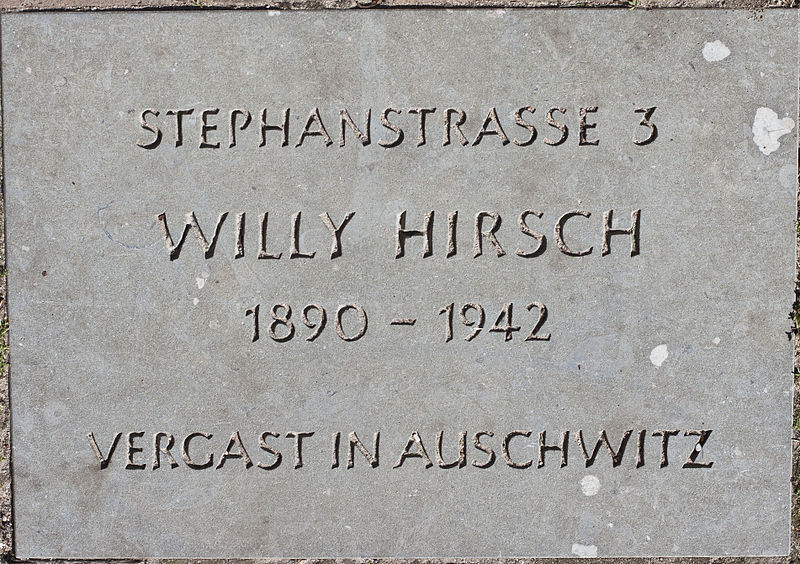 STEPHANSTRASSE 3
WILLY HIRSCH
1890 – 1942
VERGAST IN AUSCHWITZ